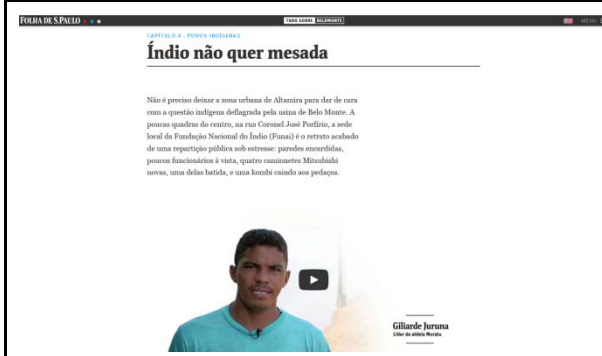 FOLHA DE S.PAULO
TUDO SOBRE BELO MONTE
MENU
CAPÍTULO 4 - POVOS INDÍGENAS
Índio não quer mesada
Não é preciso deixar a zona urbana de Altamira para dar de cara
com a questão indígena deflagrada pela usina de Belo Monte. A
poucas quadras do centro, na rua Coronel José Porfírio, a sede
local da Fundação Nacional do Índio (Funai) é o retrato acabado
de uma repartição pública sob estresse: paredes encardidas,
poucos funcionários à vista, quatro camionetes Mitsubishi
novas, uma delas batida, e uma kombi caindo aos pedaços.
Giliarde Juruna
Líder da aldeia Muratu